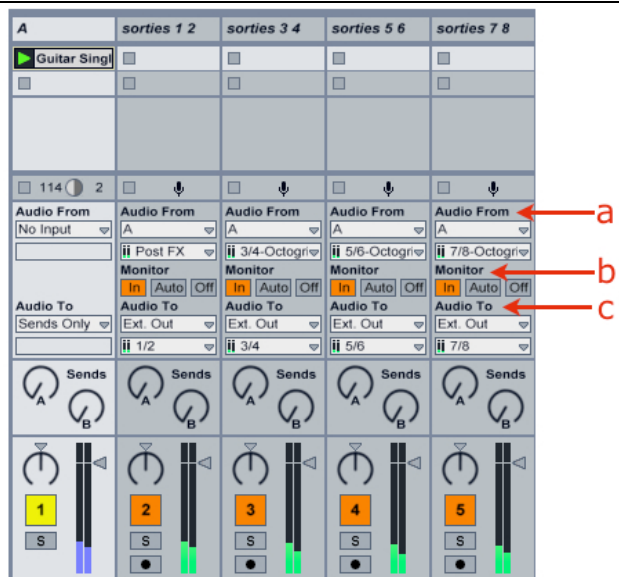 A sorties 1 2 sorties 3 4 sorties 5 6 sorties 7 8
Guitar Singl
114 2
Audio From Audio From Audio From Audio From Audio From a
No Input A A A A
Post FX 3/4-Octogri 5/6-Octogri 7/8-Octogri
Monitor Monitor Monitor Monitor b
In Auto Off In Auto Off In Auto Off In Auto Off
Audio To Audio To Audio To Audio To Audio To c
Sends Only Ext. Out Ext. Out Ext. Out Ext. Out
1/2 3/4 5/6 7/8
Sends Sends Sends Sends Sends
A A A A A
B B B B B
1 2 3 4 5
S S S S S